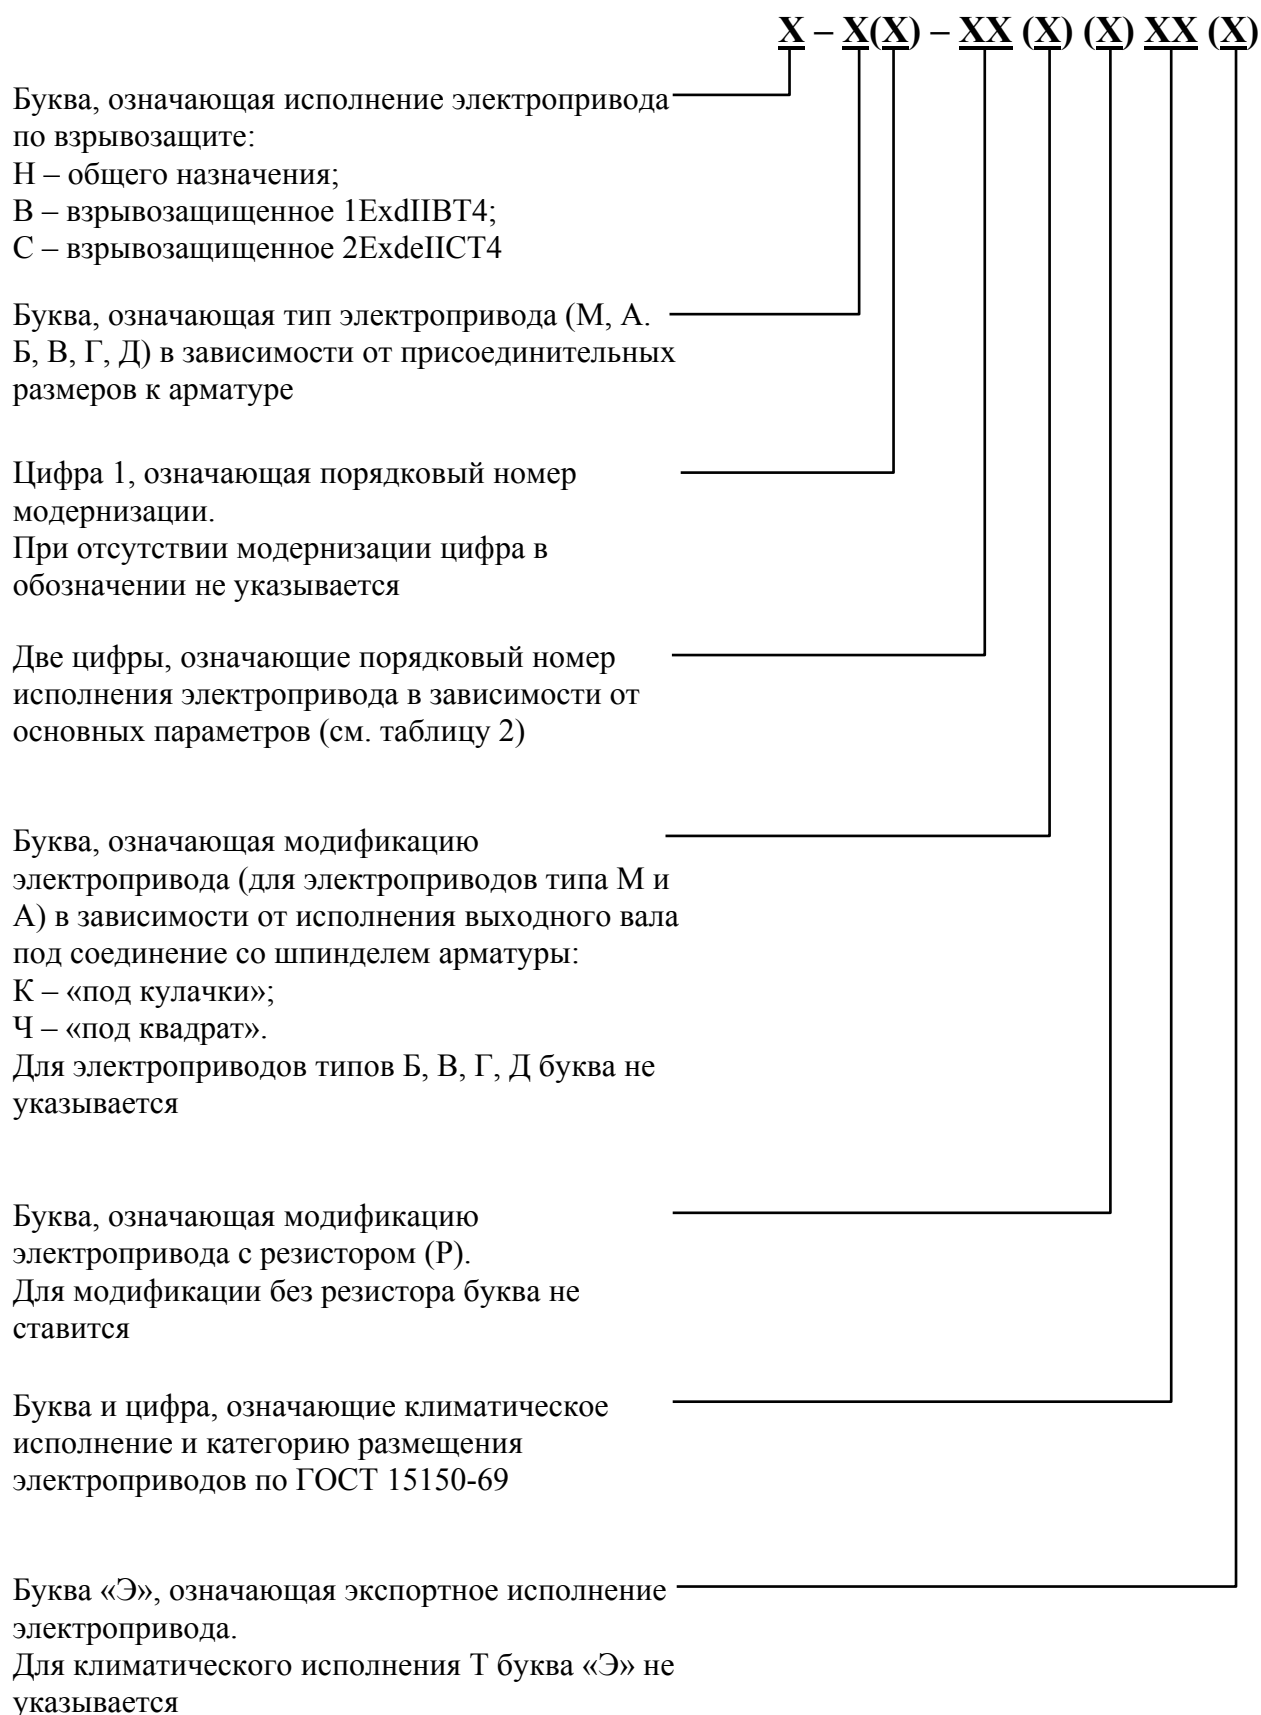 X – X(X) – XX (X) (X) XX (X)
Буква, означающая исполнение электропривода
по взрывозащите:
Н – общего назначения;
В – взрывозащищенное 1ExdIIBT4;
С – взрывозащищенное 2ExdeIICT4
Буква, означающая тип электропривода (М, А.
Б, В, Г, Д) в зависимости от присоединительных
размеров к арматуре
Цифра 1, означающая порядковый номер
модернизации.
При отсутствии модернизации цифра в
обозначении не указывается
Две цифры, означающие порядковый номер
исполнения электропривода в зависимости от
основных параметров (см. таблицу 2)
Буква, означающая модификацию
электропривода (для электроприводов типа М и
А) в зависимости от исполнения выходного вала
под соединение со шпинделем арматуры:
К – «под кулачки»;
Ч – «под квадрат».
Для электроприводов типов Б, В, Г, Д буква не
указывается
Буква, означающая модификацию
электропривода с резистором (Р).
Для модификации без резистора буква не
ставится
Буква и цифра, означающие климатическое
исполнение и категорию размещения
электроприводов по ГОСТ 15150-69
Буква «Э», означающая экспортное исполнение
электропривода.
Для климатического исполнения Т буква «Э» не
указывается